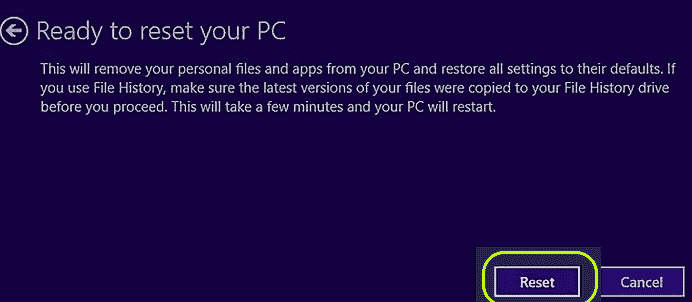 Ready to reset your PC
This will remove your personal files and apps from your PC and restore all settings to their defaults. If
you use File History, make sure the latest versions of your files were copied to your File History drive
before you proceed. This will take a few minutes and your PC will restart.
Reset
Cancel